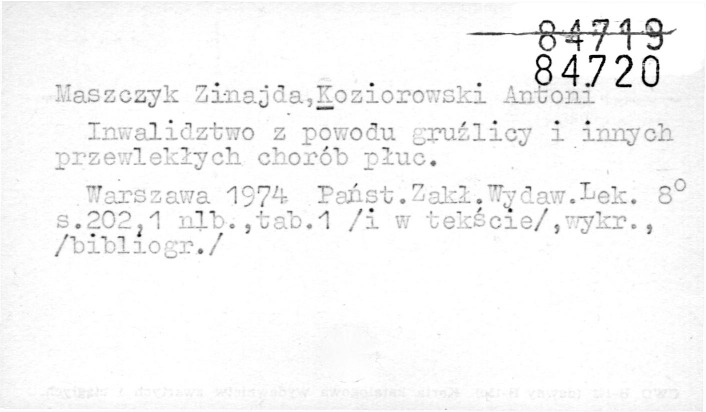 84719
84720
Maszczyk Zinajda,Koziorowski Antoni
Inwalidztwo z powodu gruźlicy i innych
przewlekłych chorób płuc.
Warszawa 1974 Państ.Zakł.Wydaw.Lek. 8°
s.202,1 nlb.,tab.1 /i w tekście/,wykr.,
/bibliogr./